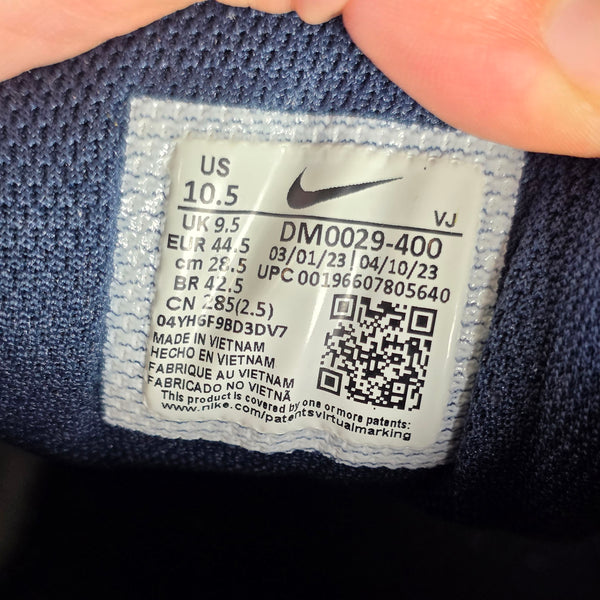 US
10.5
VJ
UK 9.5
EUR 44.5
cm 28.5
BR 42.5
CN 285(2.5)
DM0029-400
03/01/23 | 04/10/23
UPC 00196607805640
04YH6F9BD3DV7
MADE IN VIETNAM
HECHO EN VIETNAM
FABRIQUE AU VIETNAM
FABRICADO NO VIETNÃ
This product is covered by one or more patents:
www.nike.com/patentsvirtualmarking